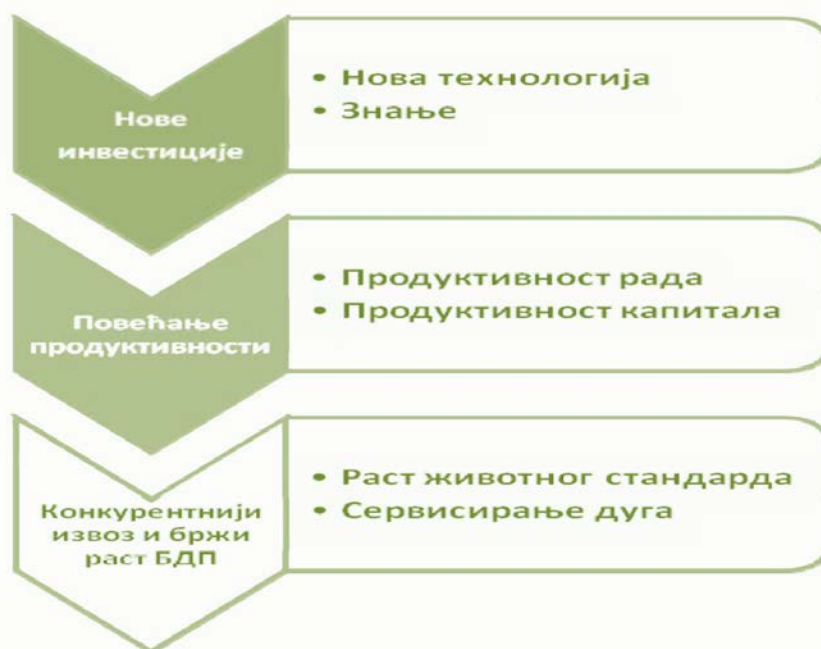 Нове
инвестиције
• Нова технологија
• Знање
Повећање
продуктивности
• Продуктивност рада
• Продуктивност капитала
Конкурентнији
извоз и бржи
раст БДП
• Раст животног стандарда
• Сервисирање дуга